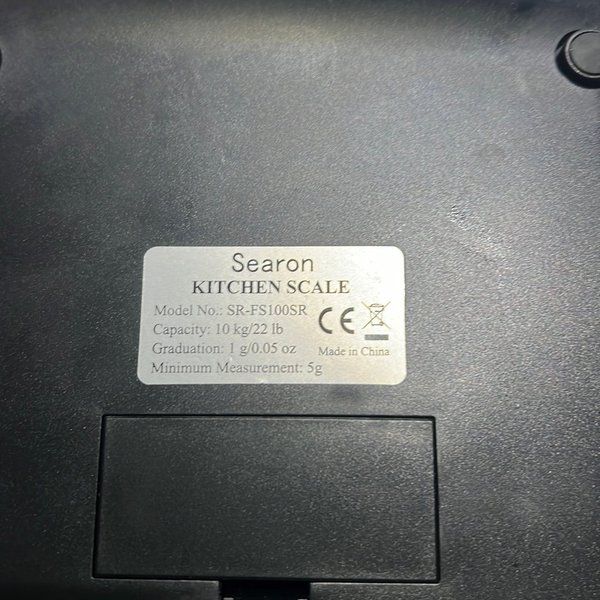 Searon
KITCHEN SCALE
Model No.: SR-FS100SR
Capacity: 10 kg/22 lb
Graduation: 1 g/0.05 oz
Minimum Measurement: 5g
CE
Made in China